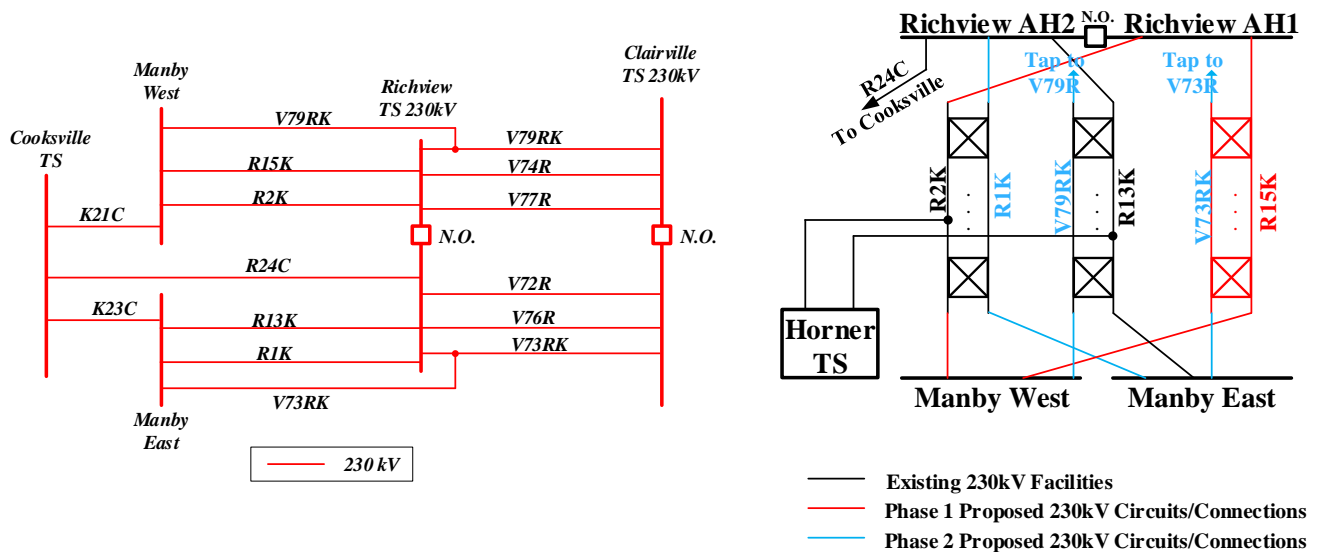 Manby
West
Richview
TS 230kV
Clairville
TS 230kV
Cooksville
TS
V79RK
V79RK
R15K
V74R
R2K
V77R
K21C
N.O.
N.O.
R24C
V72R
K23C
R13K
V76R
R1K
V73RK
V73RK
Manby
East
230 kV
N.O.
Richview AH2
Richview AH1
R24C
To Cooksville
Tap to
V79R
Tap to
V73R
R2K
R1K
V79RK
R13K
V73RK
R15K
Horner
TS
Manby West
Manby East
Existing 230kV Facilities
Phase 1 Proposed 230kV Circuits/Connections
Phase 2 Proposed 230kV Circuits/Connections